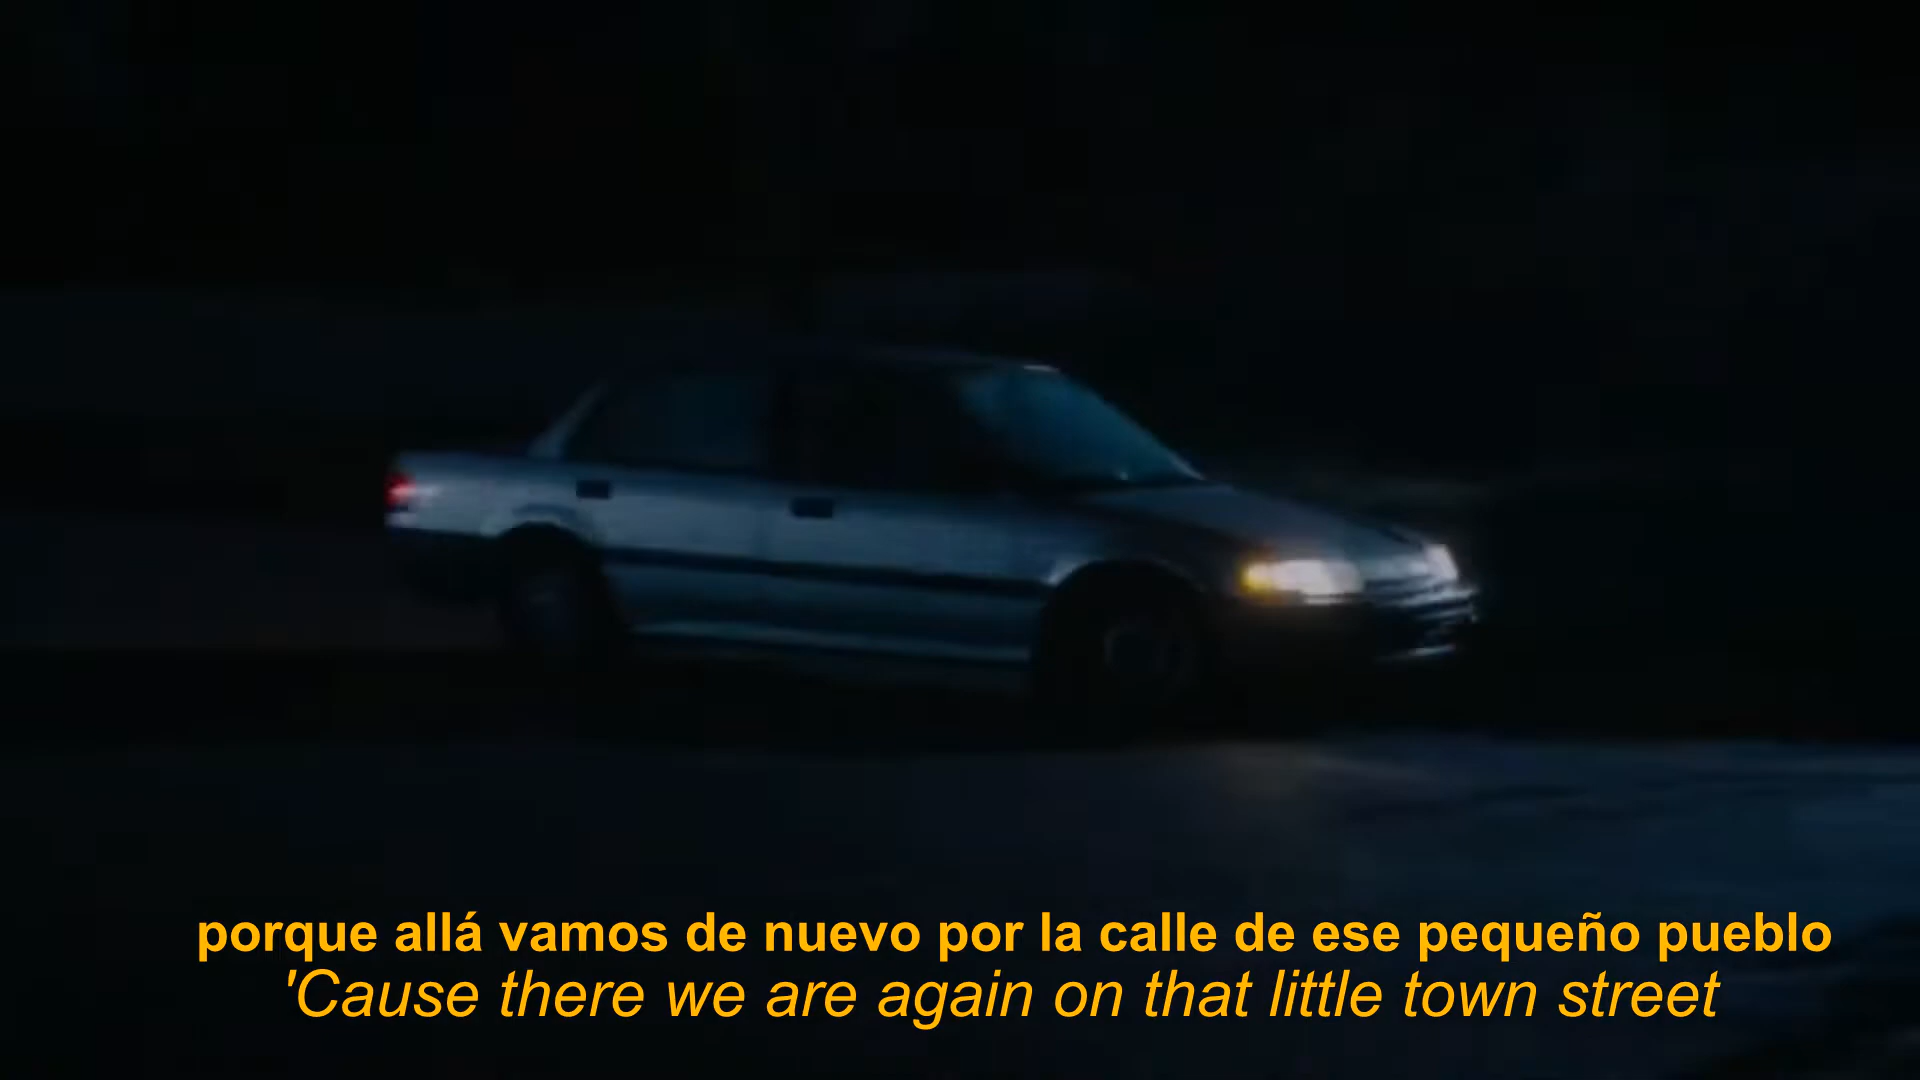 porque allá vamos de nuevo por la calle de ese pequeño pueblo
'Cause there we are again on that little town street